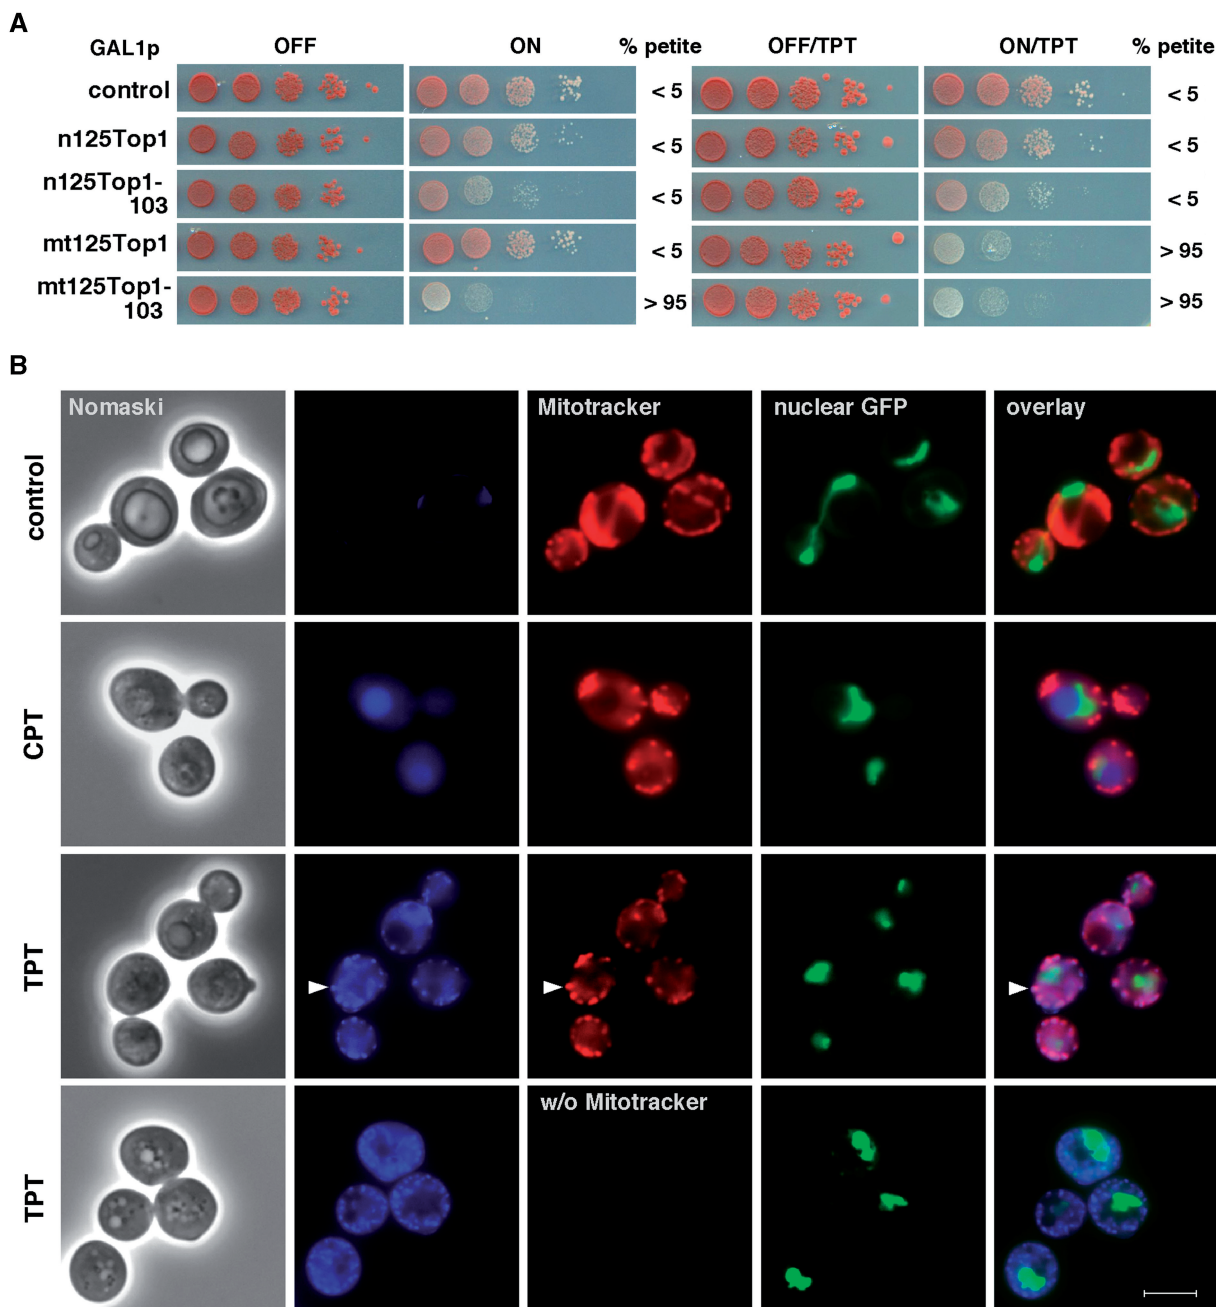 A
GAL1p OFF ON % petite OFF/TPT ON/TPT % petite
control < 5 < 5
n125Top1 < 5 < 5
n125Top1-
103 < 5 < 5
mt125Top1 < 5 > 95
mt125Top1-
103 > 95 > 95
B
control
Nomaski Mitotracker nuclear GFP overlay
CPT
TPT
TPT
w/o Mitotracker